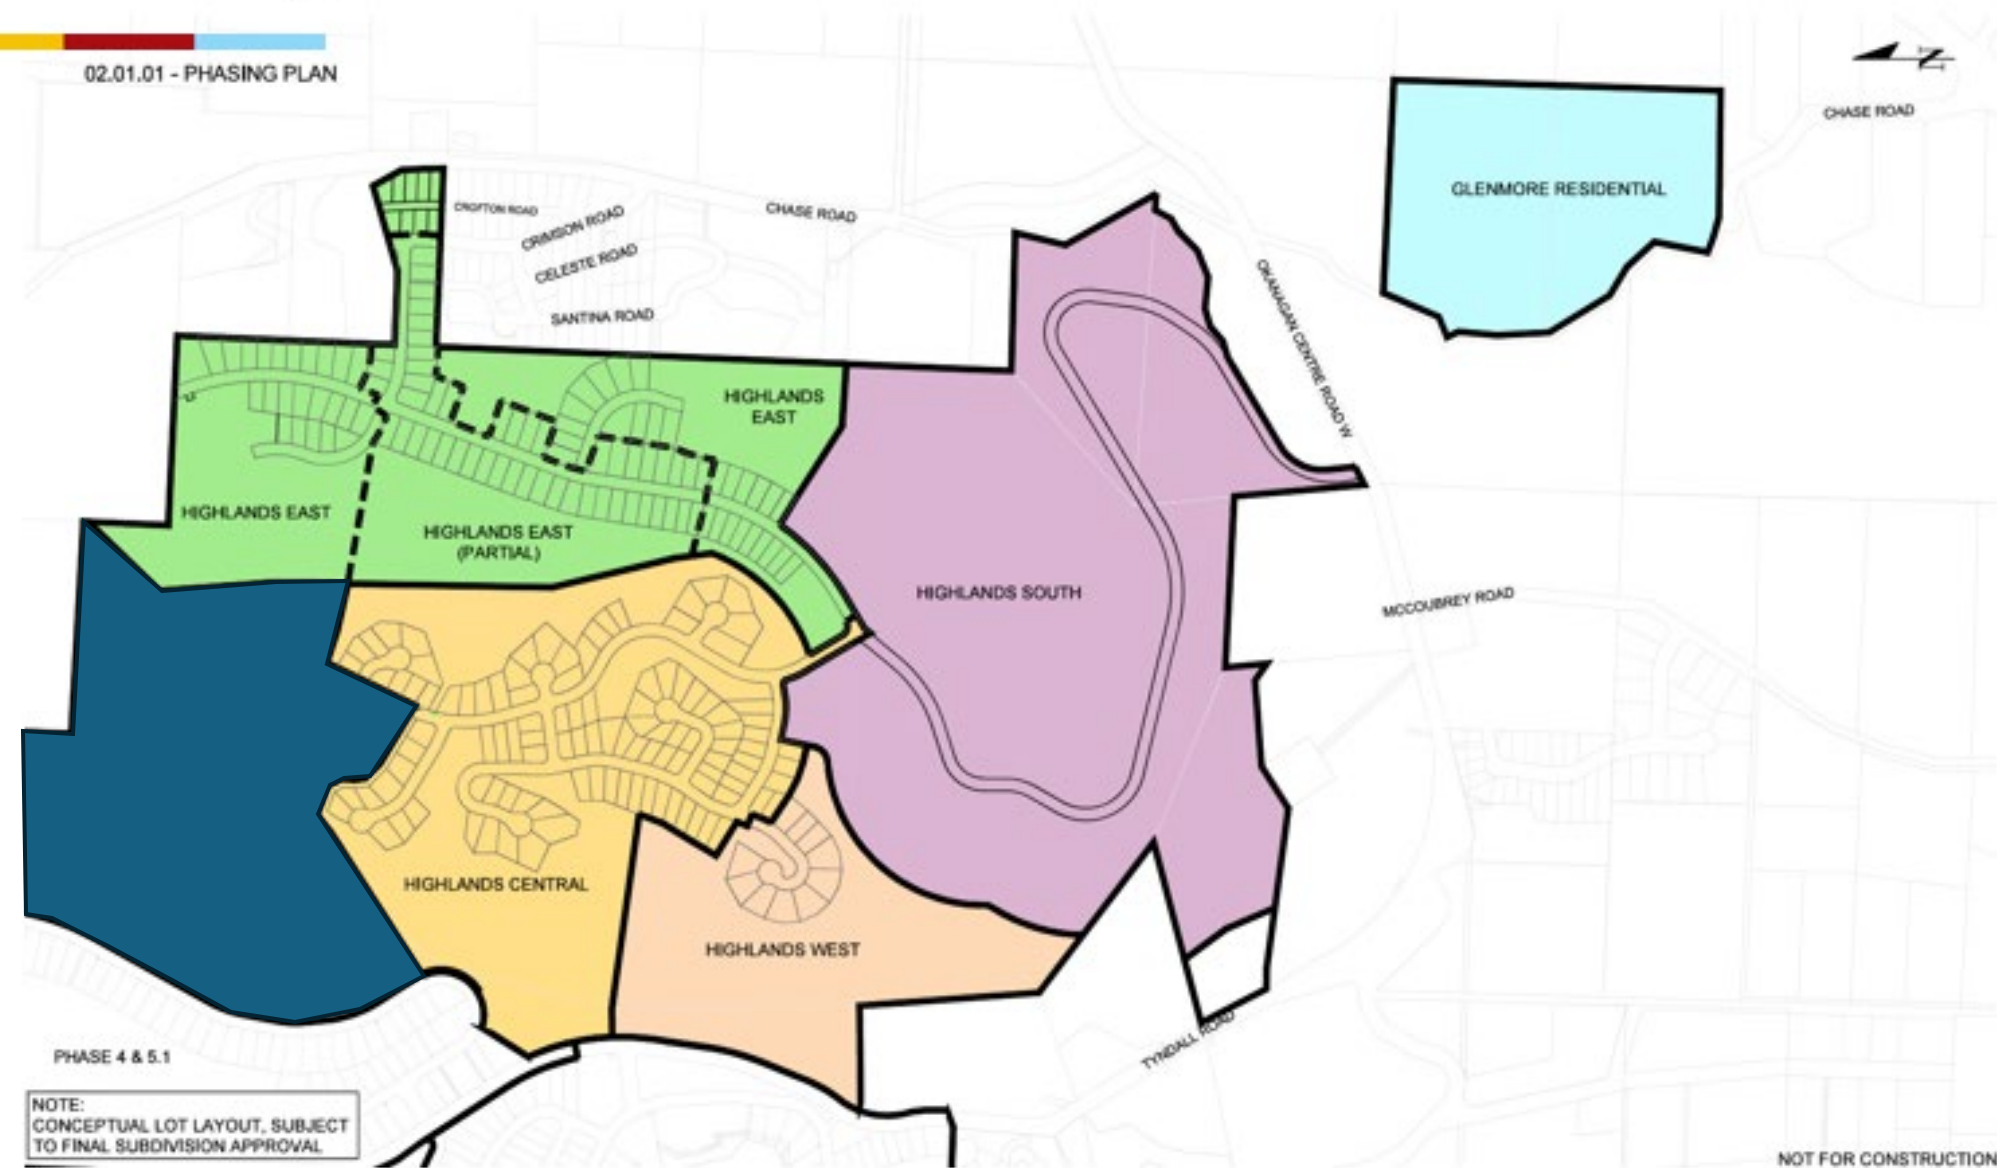 02.01.01 - PHASING PLAN
N
CHASE ROAD
GLENMORE RESIDENTIAL
CROFTON ROAD
CRIMSON ROAD
CHASE ROAD
CELESTE ROAD
SANTINA ROAD
OKANAGAN CENTRE ROAD W
HIGHLANDS
EAST
HIGHLANDS EAST
HIGHLANDS EAST
(PARTIAL)
HIGHLANDS SOUTH
MCCOUBREY ROAD
HIGHLANDS CENTRAL
HIGHLANDS WEST
TYNDALL ROAD
PHASE 4 & 5.1
NOTE:
CONCEPTUAL LOT LAYOUT, SUBJECT
TO FINAL SUBDIVISION APPROVAL
NOT FOR CONSTRUCTION